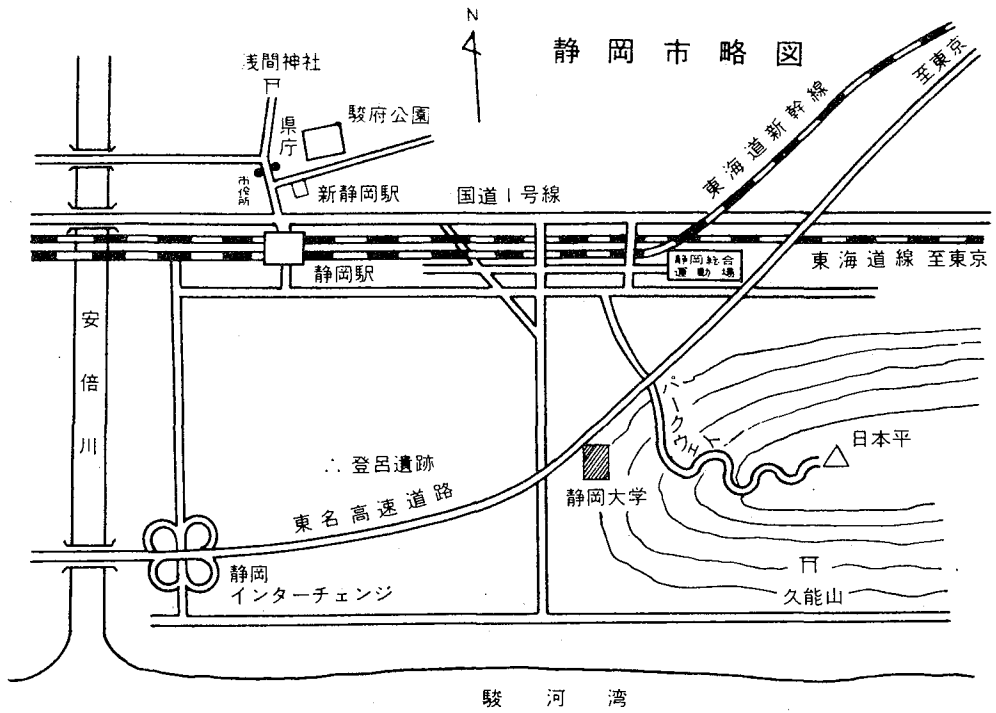 N
静岡市略図
浅間神社
県庁
駿府公園
市役所
新静岡駅
国道1号線
東海道新幹線
至東京
静岡駅
静岡総合
運動場
東海道線 至東京
安倍川
パークウェイ
日本平
∴ 登呂遺跡
静岡大学
東名高速道路
静岡
インターチェンジ
久能山
駿河湾